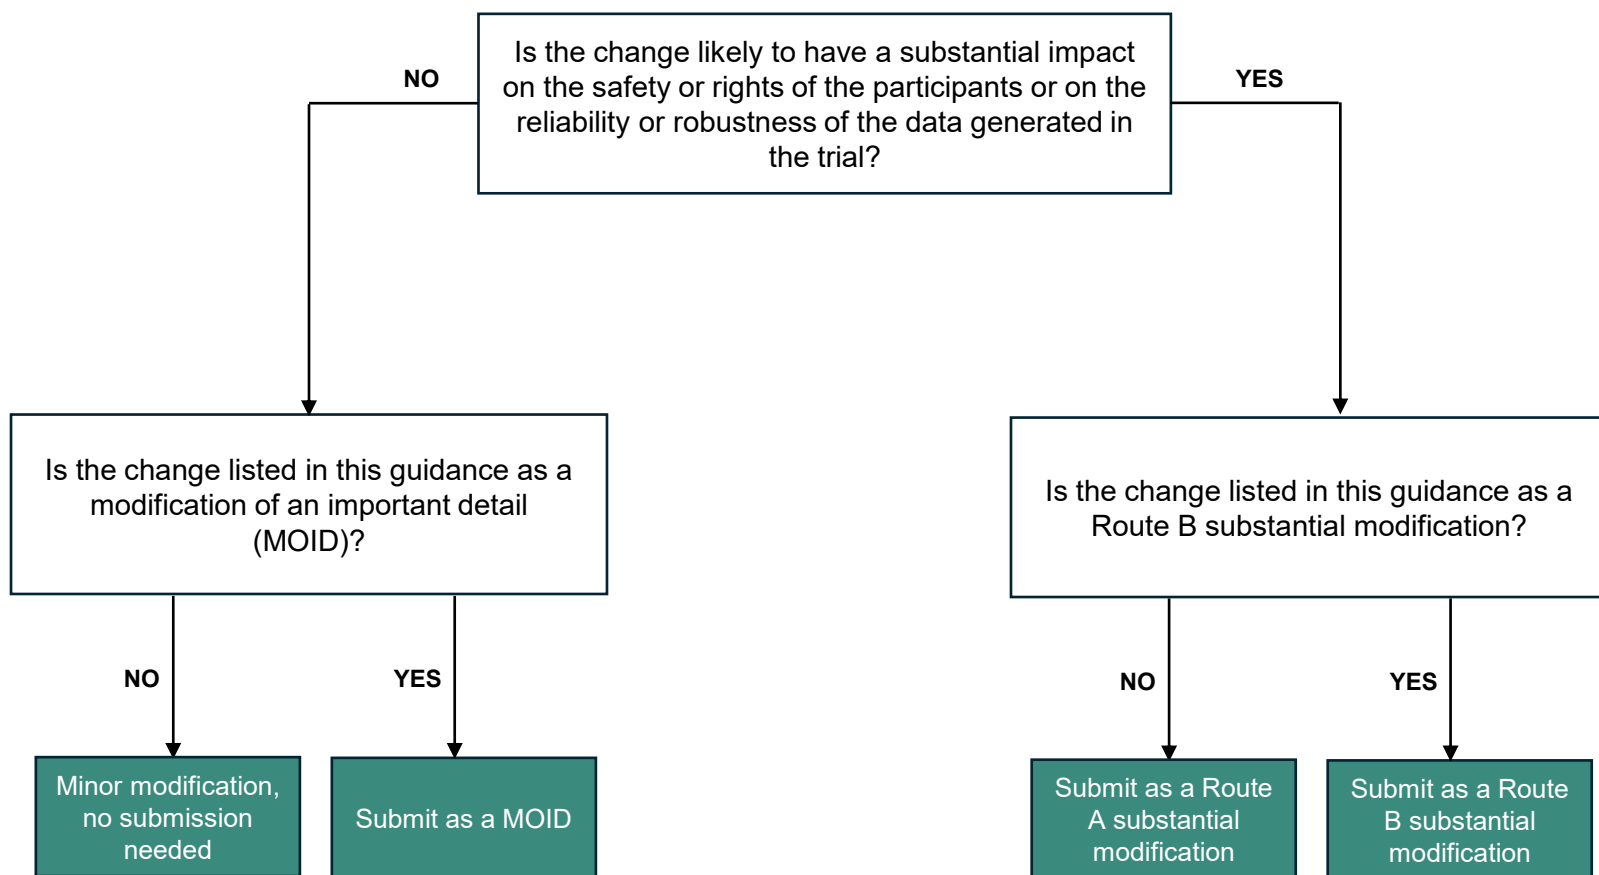 Is the change likely to have a substantial impact
on the safety or rights of the participants or on the
reliability or robustness of the data generated in
the trial?
NO
YES
Is the change listed in this guidance as a
modification of an important detail
(MOID)?
Is the change listed in this guidance as a
Route B substantial modification?
NO
YES
NO
YES
Minor modification,
no submission
needed
Submit as a MOID
Submit as a Route
A substantial
modification
Submit as a Route
B substantial
modification